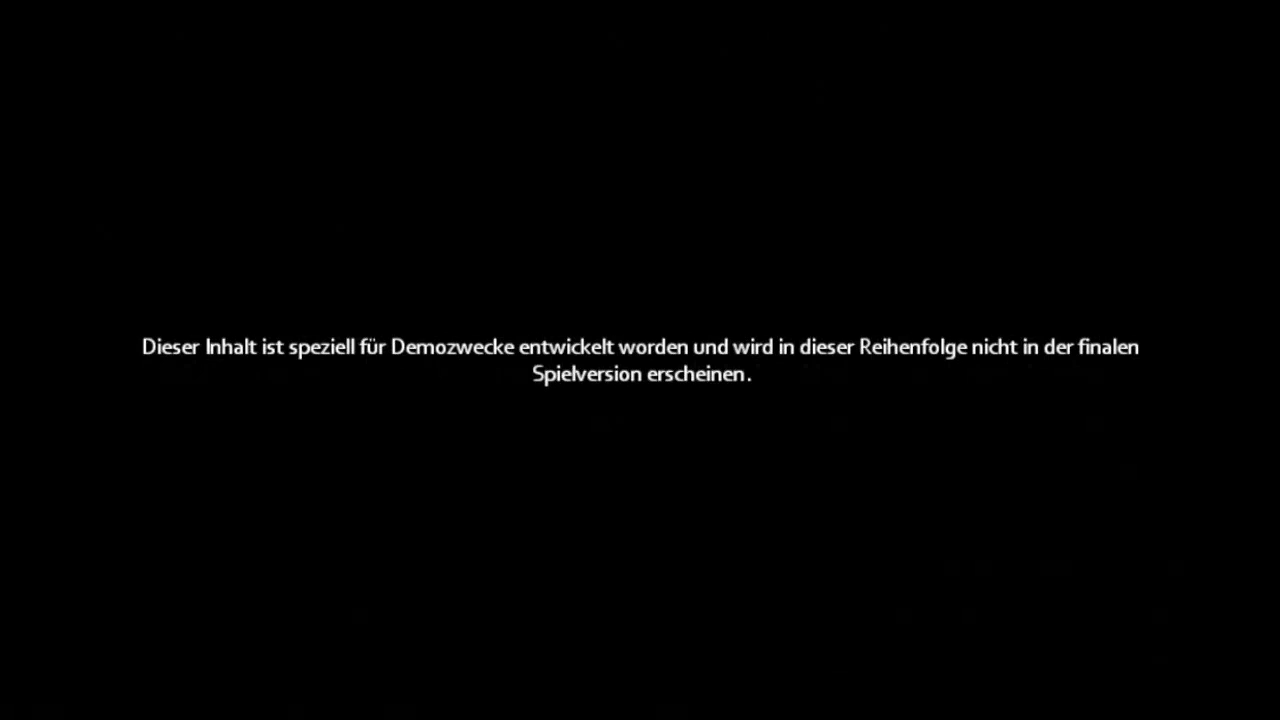 Dieser Inhalt ist speziell für Demozwecke entwickelt worden und wird in dieser Reihenfolge nicht in der finalen
Spielversion erscheinen.